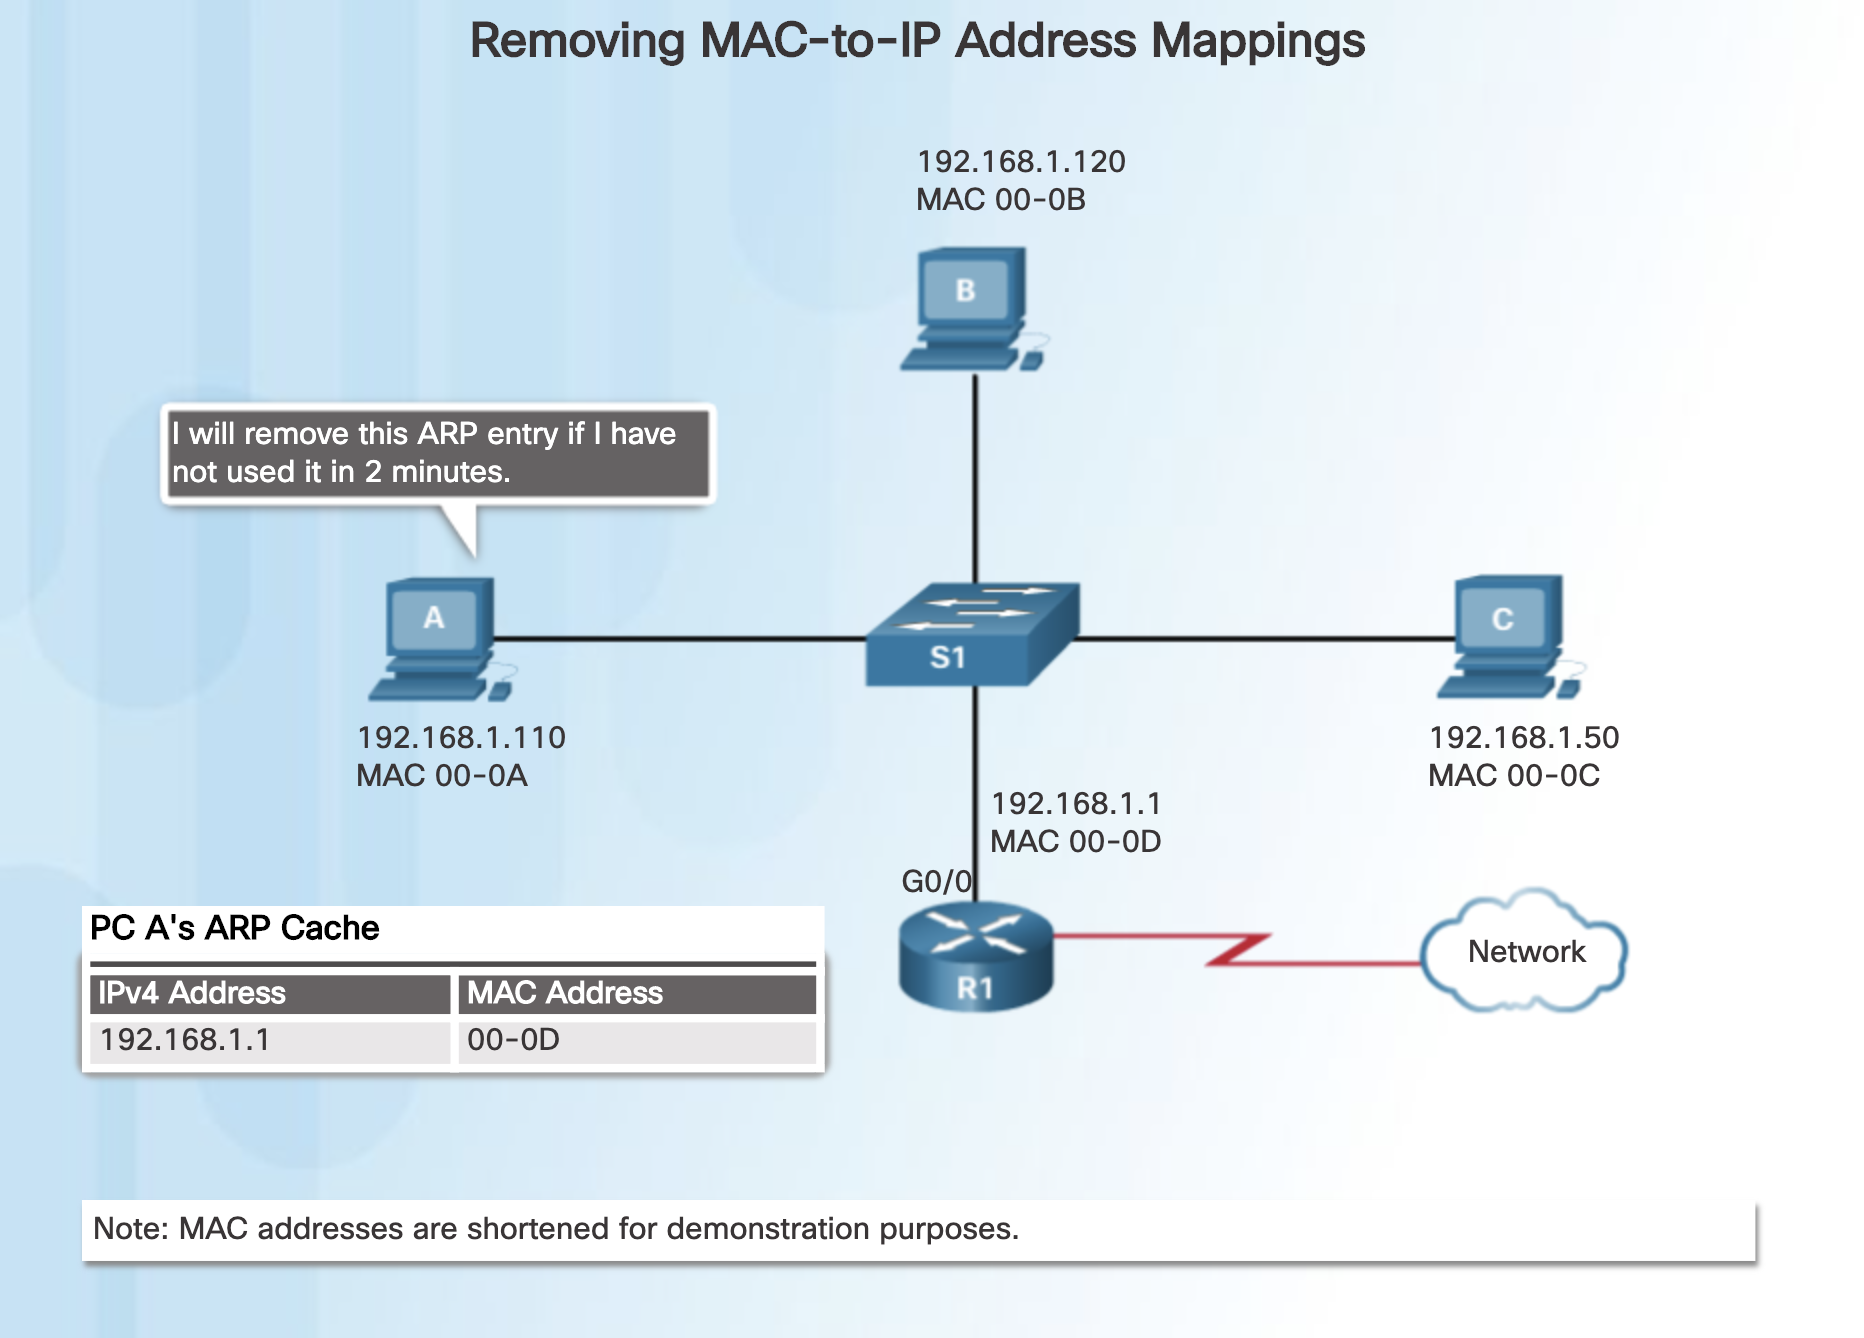 Removing MAC-to-IP Address Mappings
192.168.1.120
MAC 00-0B
B
I will remove this ARP entry if I have
not used it in 2 minutes.
A
S1
C
192.168.1.110
MAC 00-0A
192.168.1.50
MAC 00-0C
192.168.1.1
MAC 00-0D
G0/0
R1
Network
PC A's ARP Cache
IPv4 Address MAC Address
192.168.1.1 00-0D
Note: MAC addresses are shortened for demonstration purposes.